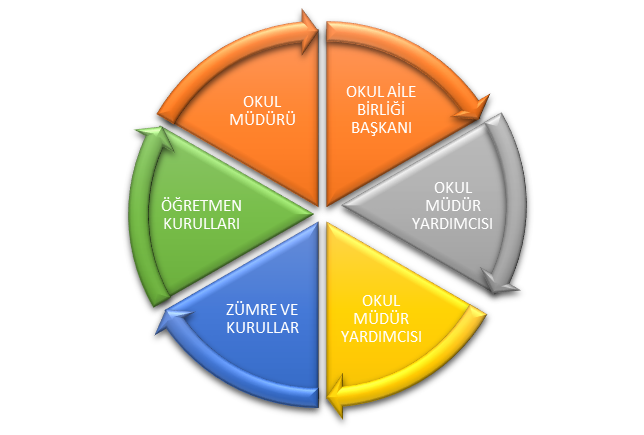 OKUL
MÜDÜRÜ
OKUL AİLE
BİRLİĞİ
BAŞKANI
OKUL
MÜDÜR
YARDIMCISI
OKUL
MÜDÜR
YARDIMCISI
ZÜMRE VE
KURULLAR
ÖĞRETMEN
KURULLARI